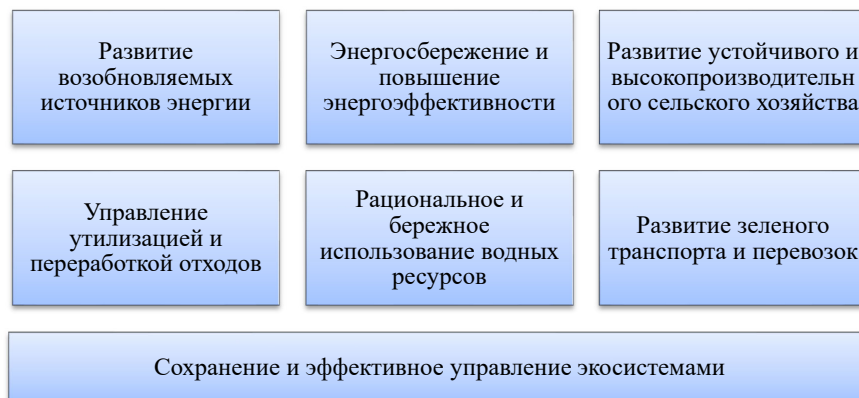 Развитие
возобновляемых
источников энергии
Энергосбережение и
повышение
энергоэффективности
Развитие устойчивого и
высокопроизводительн
ого сельского хозяйства
Управление
утилизацией и
переработкой отходов
Рациональное и
бережное
использование водных
ресурсов
Развитие зеленого
транспорта и перевозок
Сохранение и эффективное управление экосистемами